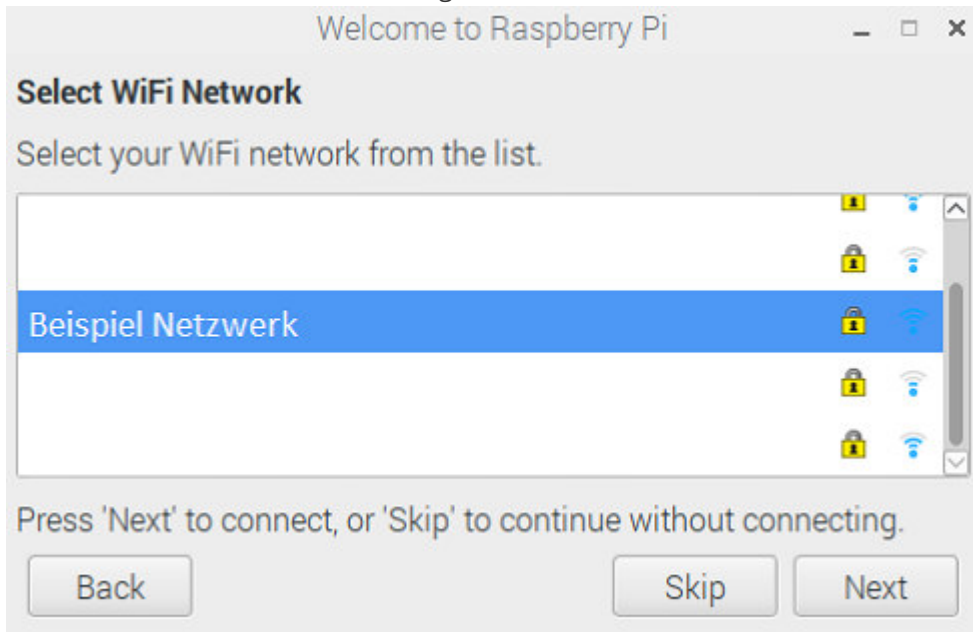 Welcome to Raspberry Pi
Select WiFi Network
Select your WiFi network from the list.
Beispiel Netzwerk
Press 'Next' to connect, or 'Skip' to continue without connecting.
Back Skip Next